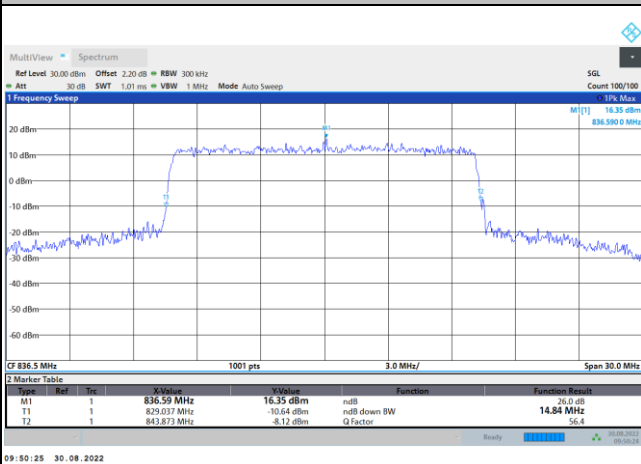 MultiView Spectrum
Ref Level 30.00 dBm Offset 2.20 dB RBW 300 kHz SGL
Att 30 dB SWT 1.01 ms VBW 1 MHz Mode Auto Sweep Count 100/100
1 Frequency Sweep 1Pk Max
M1[1] 16.35 dBm
836.590 0 MHz
M1
20 dBm
10 dBm
0 dBm
T1 T2
-10 dBm
-20 dBm
-30 dBm
-40 dBm
-50 dBm
-60 dBm
CF 836.5 MHz 1001 pts 3.0 MHz/ Span 30.0 MHz
2 Marker Table
Type Ref Trc X-Value Y-Value Function Function Result
M1 1 836.59 MHz 16.35 dBm ndB 26.0 dB
T1 1 829.037 MHz -10.64 dBm ndB down BW 14.84 MHz
T2 1 843.873 MHz -8.12 dBm Q Factor 56.4
Ready 30.08.2022
09:50:24
09:50:25 30.08.2022